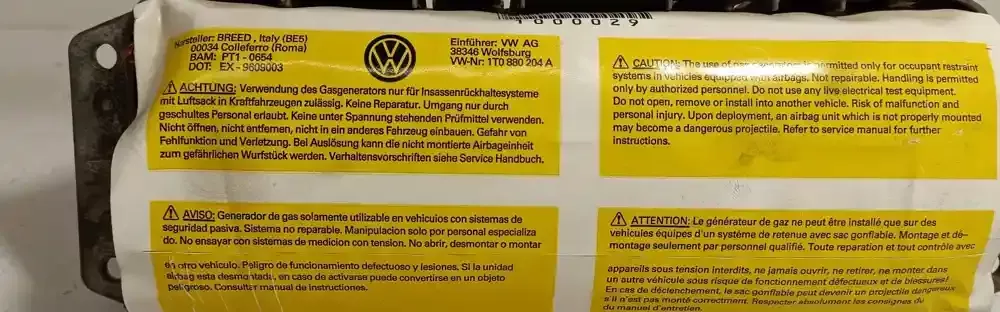 1000029
Hersteller: BREED, Italy (BE5)
00034 Colleferro (Roma)
BAM: PT1 - 0654
DOT: EX - 9809003
Einführer: VW AG
38346 Wolfsburg
VW-Nr: 1T0 880 204 A
ACHTUNG: Verwendung des Gasgenerators nur für Insassenrückhaltesysteme
mit Luftsack in Kraftfahrzeugen zulässig. Keine Reparatur. Umgang nur durch
geschultes Personal erlaubt. Keine unter Spannung stehenden Prüfmittel verwenden.
Nicht öffnen, nicht entfernen, nicht in ein anderes Fahrzeug einbauen. Gefahr von
Fehlfunktion und Verletzung. Bei Auslösung kann die nicht montierte Airbageinheit
zum gefährlichen Wurfstück werden. Verhaltensvorschriften siehe Service Handbuch.
CAUTION: The use of gas generators is permitted only for occupant restraint
systems in vehicles equipped with airbags. Not repairable. Handling is permitted
only by authorized personnel. Do not use any live electrical test equipment.
Do not open, remove or install into another vehicle. Risk of malfunction and
personal injury. Upon deployment, an airbag unit which is not properly mounted
may become a dangerous projectile. Refer to service manual for further
instructions.
AVISO: Generador de gas solamente utilizable en vehicuios con sistemas de
seguridad pasiva. Sistema no reparable. Manipulacion solo por personal especializa
do. No ensayar con sistemas de medicion con tension. No abrir, desmontar o montar
en otro vehiculo. Peligro de funcionamiento defectuoso y lesiones. Si la unidad
airbag esta desmontada, en caso de activarse puede convertirse en un objeto
peligroso. Consultar manual de instrucciones.
ATTENTION: Le générateur de gaz ne peut être installé que sur des
véhicules équipes d'un système de retenue avec sac gonflable. Montage et dé-
montage seulement par personnel qualifié. Toute reparation et tout contrôle avec
appareils sous tension interdits, ne jamais ouvrir, ne retirer, ne monter dans
un autre véhicule sous risque de fonctionnement défectueux et de blessures!
En cas de déclenchement, le sac gonflable peut devenir un projectile dangereux
s'il n'est pas monté correctement. Respecter absolument les consignes du
du manuel d'entretien.